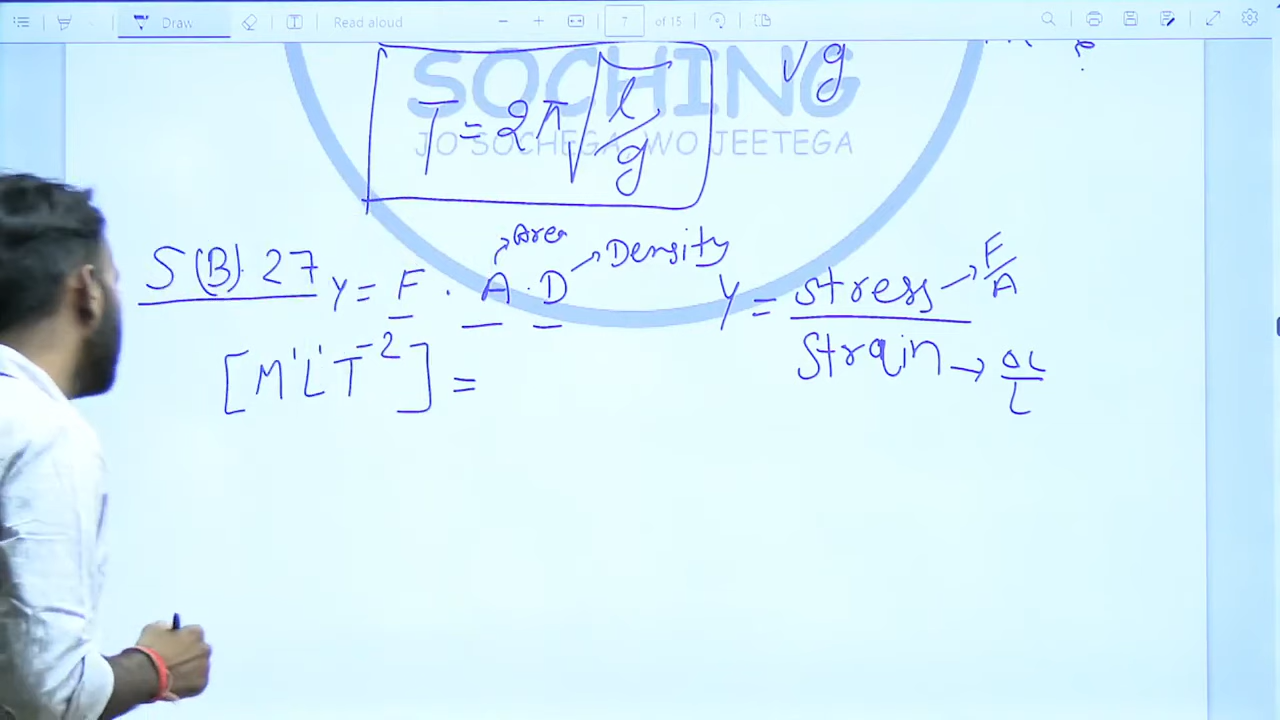 Draw
Read aloud
7 of 15
SOCHING
JO SOCHEGA, WO JEETEGA
T = 2π√(l/g)
√g
S(B). 27
Y = F . A . D
Area
Density
Y = Stress / Strain
F/A
ΔL/L
[M¹L¹T⁻²] =